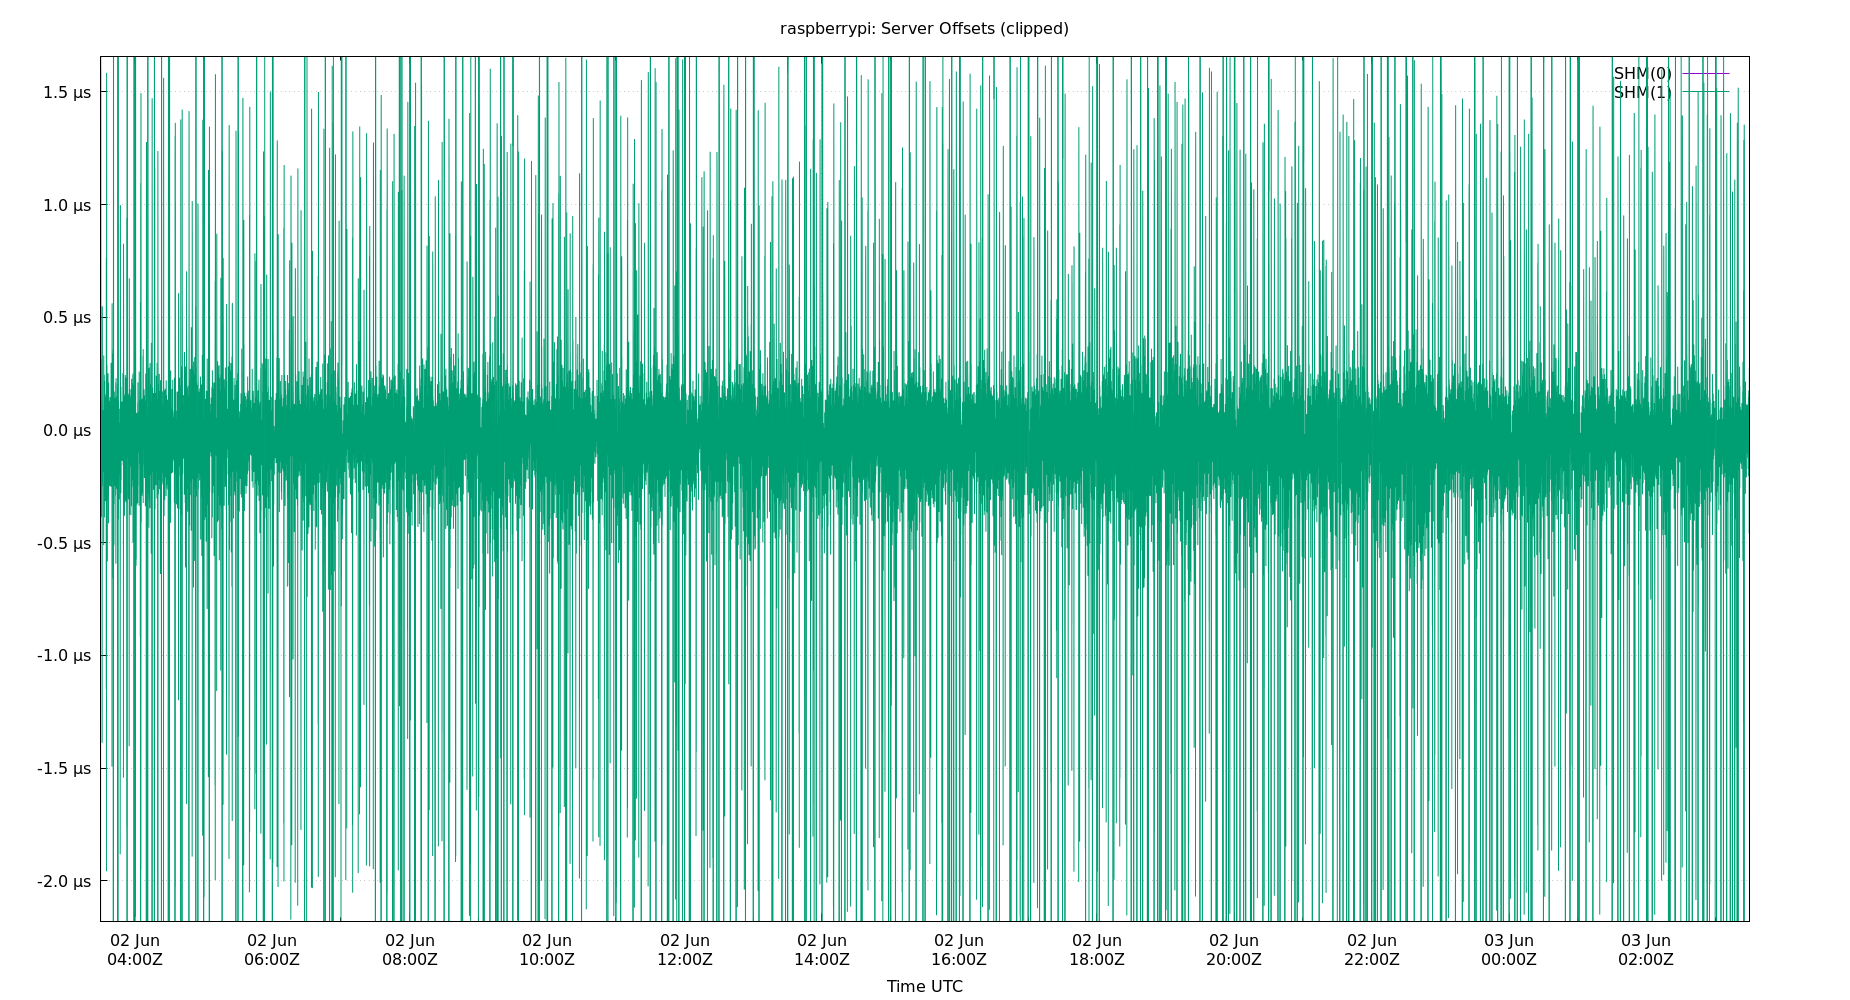 raspberrypi: Server Offsets (clipped)
SHM(0)
SHM(1)
1.5 µs
1.0 µs
0.5 µs
0.0 µs
-0.5 µs
-1.0 µs
-1.5 µs
-2.0 µs
02 Jun 02 Jun 02 Jun 02 Jun 02 Jun 02 Jun 02 Jun 02 Jun 02 Jun 02 Jun 03 Jun 03 Jun
04:00Z 06:00Z 08:00Z 10:00Z 12:00Z 14:00Z 16:00Z 18:00Z 20:00Z 22:00Z 00:00Z 02:00Z
Time UTC